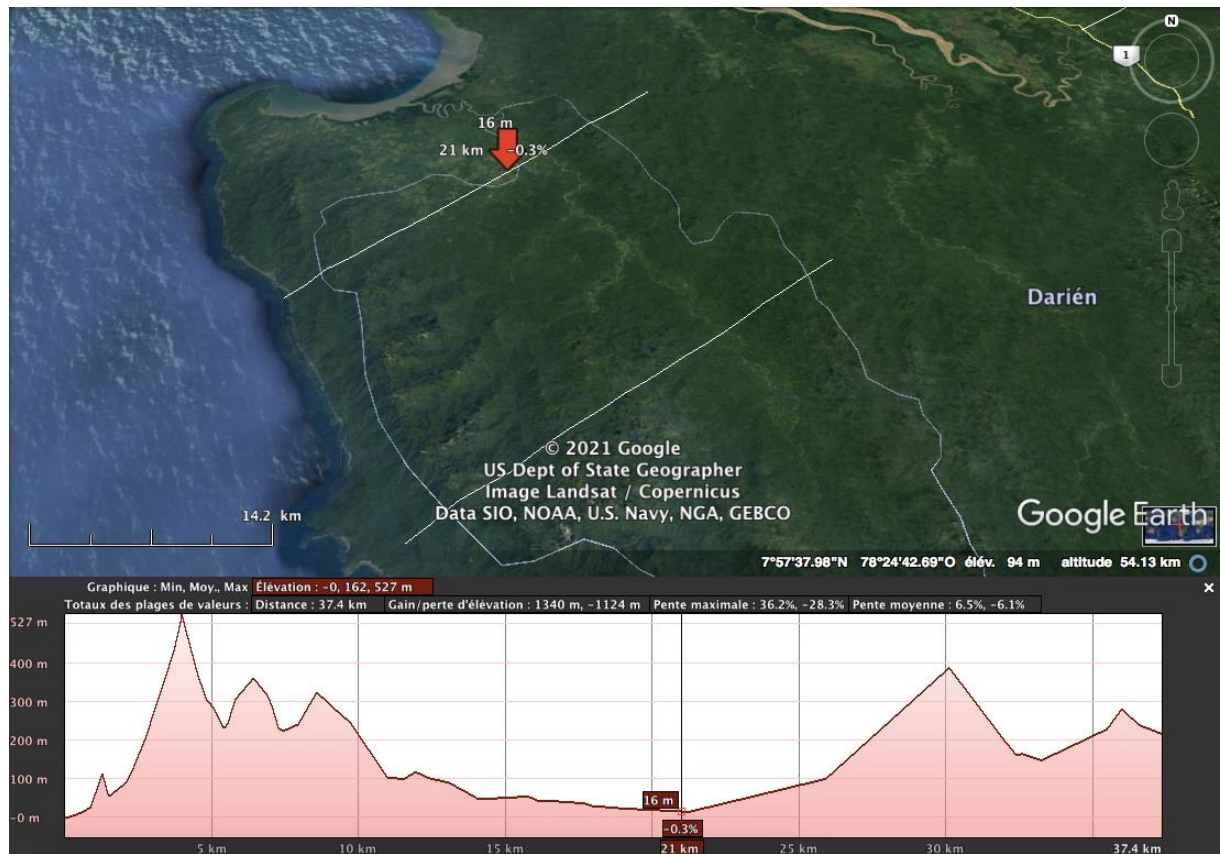 N
1
16 m
21 km -0.3%
Darién
© 2021 Google
US Dept of State Geographer
Image Landsat / Copernicus
Data SIO, NOAA, U.S. Navy, NGA, GEBCO
14.2 km
Google Earth
7°57'37.98"N 78°24'42.69"O élév. 94 m altitude 54.13 km
Graphique : Min, Moy., Max Élévation : -0, 162, 527 m
Totaux des plages de valeurs : Distance : 37.4 km Gain/perte d'élévation : 1340 m, -1124 m Pente maximale : 36.2%, -28.3% Pente moyenne : 6.5%, -6.1%
527 m
400 m
300 m
200 m
100 m
-0 m
16 m
-0.3%
5 km 10 km 15 km 21 km 25 km 30 km 37.4 km